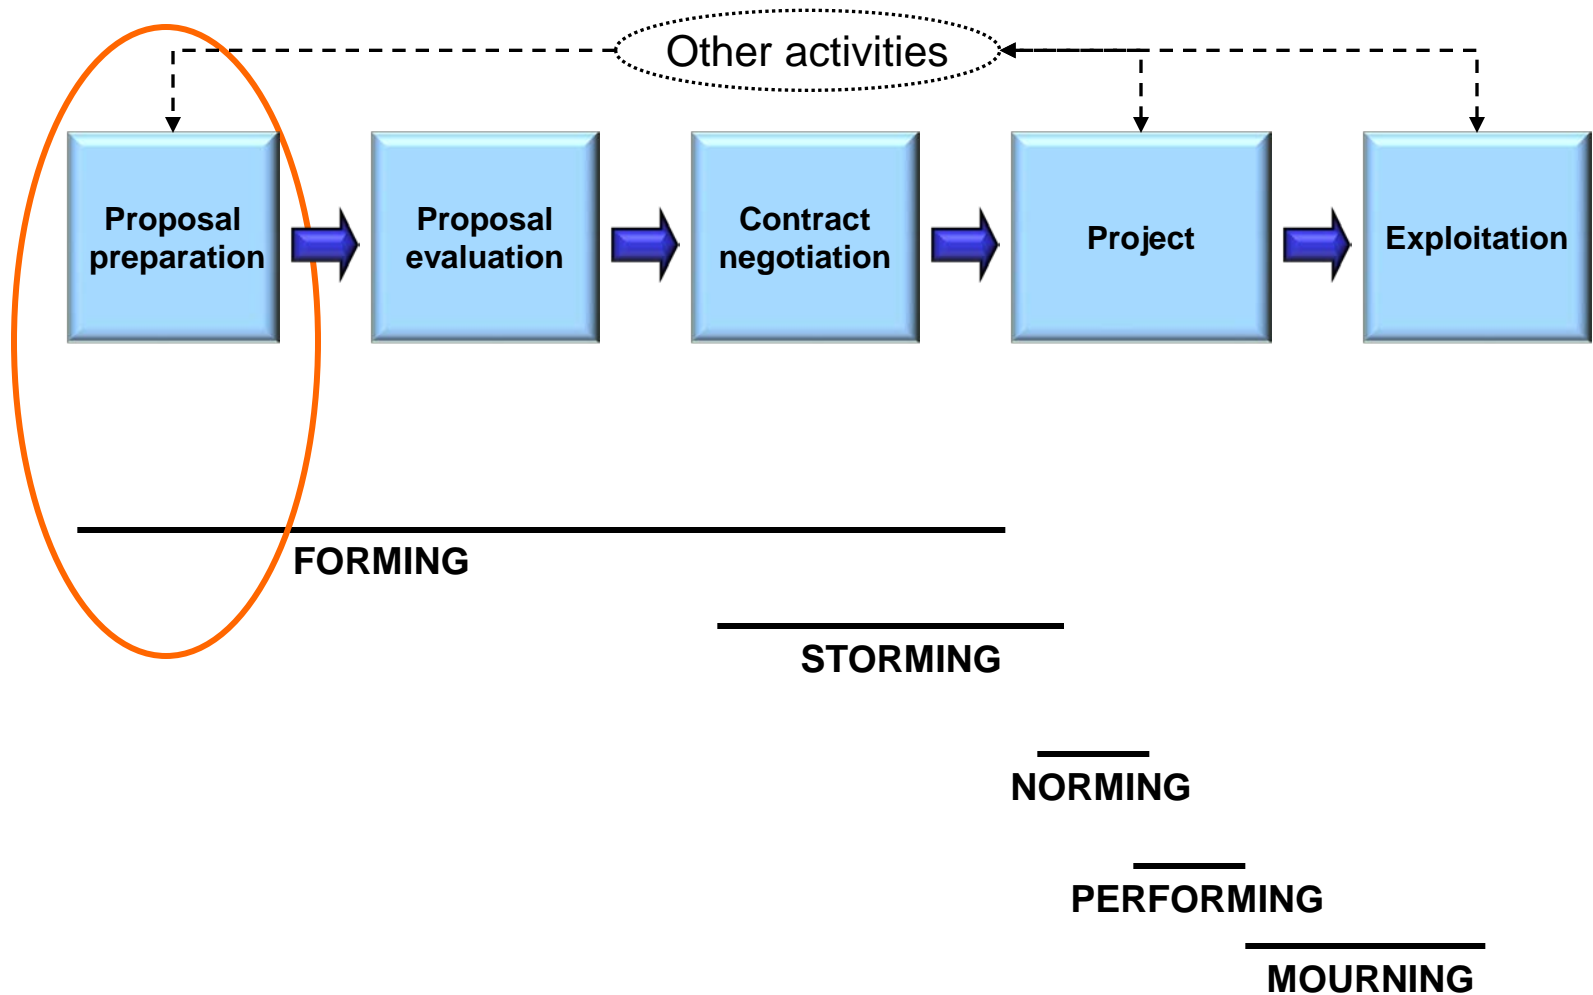 Other activities
Proposal
preparation
Proposal
evaluation
Contract
negotiation
Project
Exploitation
FORMING
STORMING
NORMING
PERFORMING
MOURNING